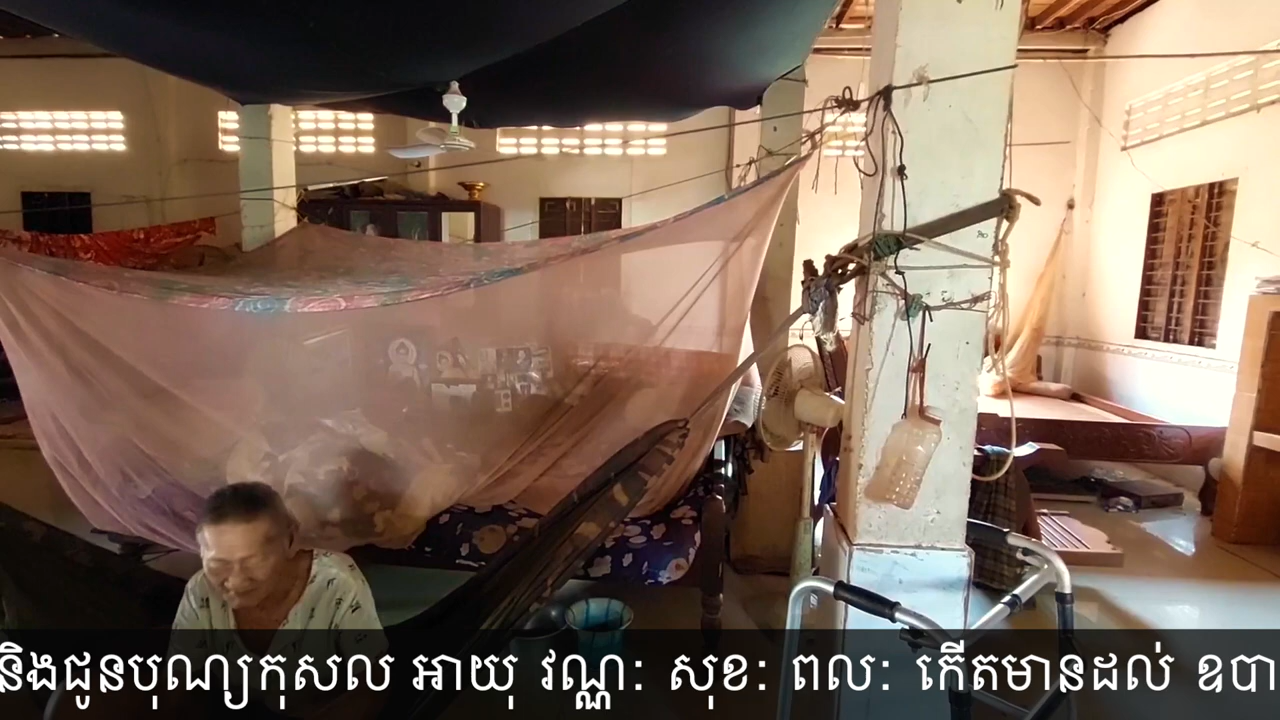 និងជូនបុណ្យកុសល អាយុ វណ្ណៈ សុខៈ ពលៈ កើតមានដល់ ឧបា